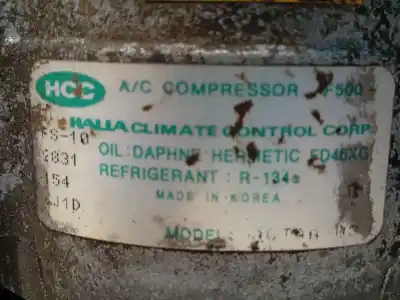 HCC A/C COMPRESSOR F500
HALLA CLIMATE CONTROL CORP
FS-10
OIL: DAPHNE HERMETIC FD46XG
2831
REFRIGERANT: R-134a
154
MADE IN KOREA
MODEL: